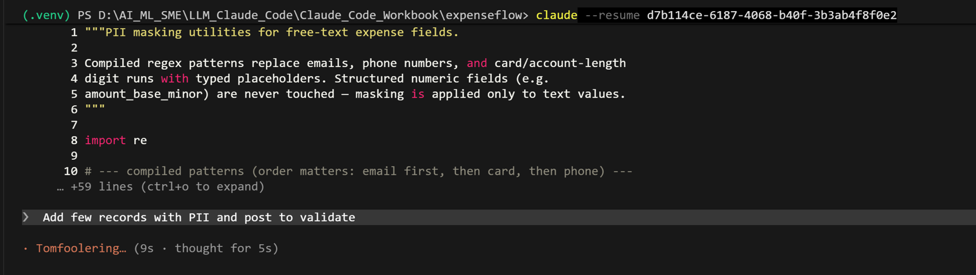 (.venv) PS D:\AI_ML_SME\LLM_Claude_Code\Claude_Code_Workbook\expenseflow> claude --resume d7b114ce-6187-4068-b40f-3b3ab4f8f0e2
1 """PII masking utilities for free-text expense fields.
2
3 Compiled regex patterns replace emails, phone numbers, and card/account-length
4 digit runs with typed placeholders. Structured numeric fields (e.g.
5 amount_base_minor) are never touched — masking is applied only to text values.
6 """
7
8 import re
9
10 # --- compiled patterns (order matters: email first, then card, then phone) ---
… +59 lines (ctrl+o to expand)
❯ Add few records with PII and post to validate
· Tomfoolering… (9s · thought for 5s)